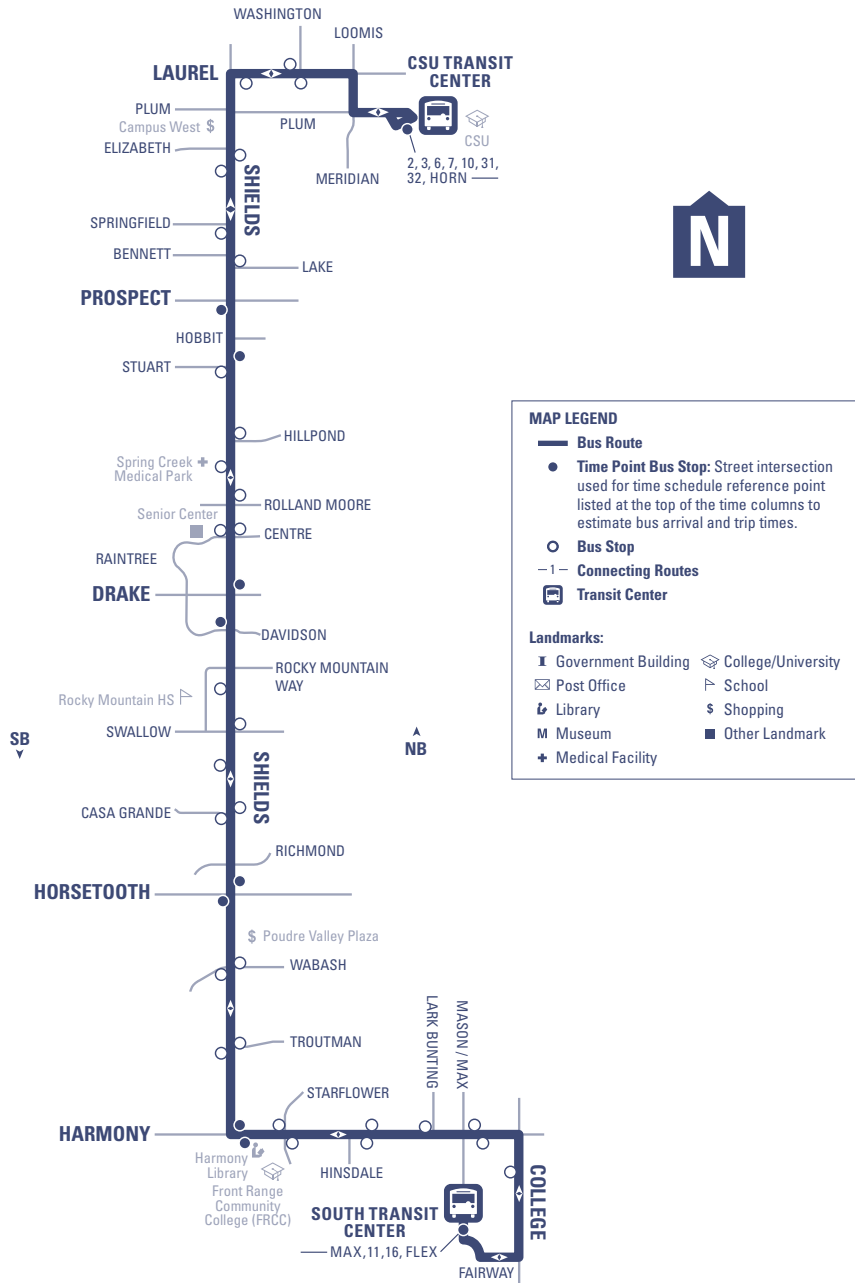 WASHINGTON
LOOMIS
LAUREL
CSU TRANSIT
CENTER
PLUM
Campus West $
PLUM
CSU
ELIZABETH
MERIDIAN
2, 3, 6, 7, 10, 31,
32, HORN
SHIELDS
SPRINGFIELD
BENNETT
LAKE
N
PROSPECT
HOBBIT
STUART
HILLPOND
Spring Creek
Medical Park
ROLLAND MOORE
Senior Center
CENTRE
RAINTREE
DRAKE
DAVIDSON
ROCKY MOUNTAIN
WAY
Rocky Mountain HS
SWALLOW
SB
NB
SHIELDS
CASA GRANDE
RICHMOND
HORSETOOTH
$ Poudre Valley Plaza
WABASH
LARK BUNTING
MASON / MAX
TROUTMAN
STARFLOWER
HARMONY
Harmony
Library
HINSDALE
Front Range
Community
College (FRCC)
COLLEGE
SOUTH TRANSIT
CENTER
MAX,11,16, FLEX
FAIRWAY
MAP LEGEND
Bus Route
Time Point Bus Stop: Street intersection
used for time schedule reference point
listed at the top of the time columns to
estimate bus arrival and trip times.
Bus Stop
1 Connecting Routes
Transit Center
Landmarks:
Government Building
College/University
Post Office
School
Library
$ Shopping
M Museum
Other Landmark
Medical Facility